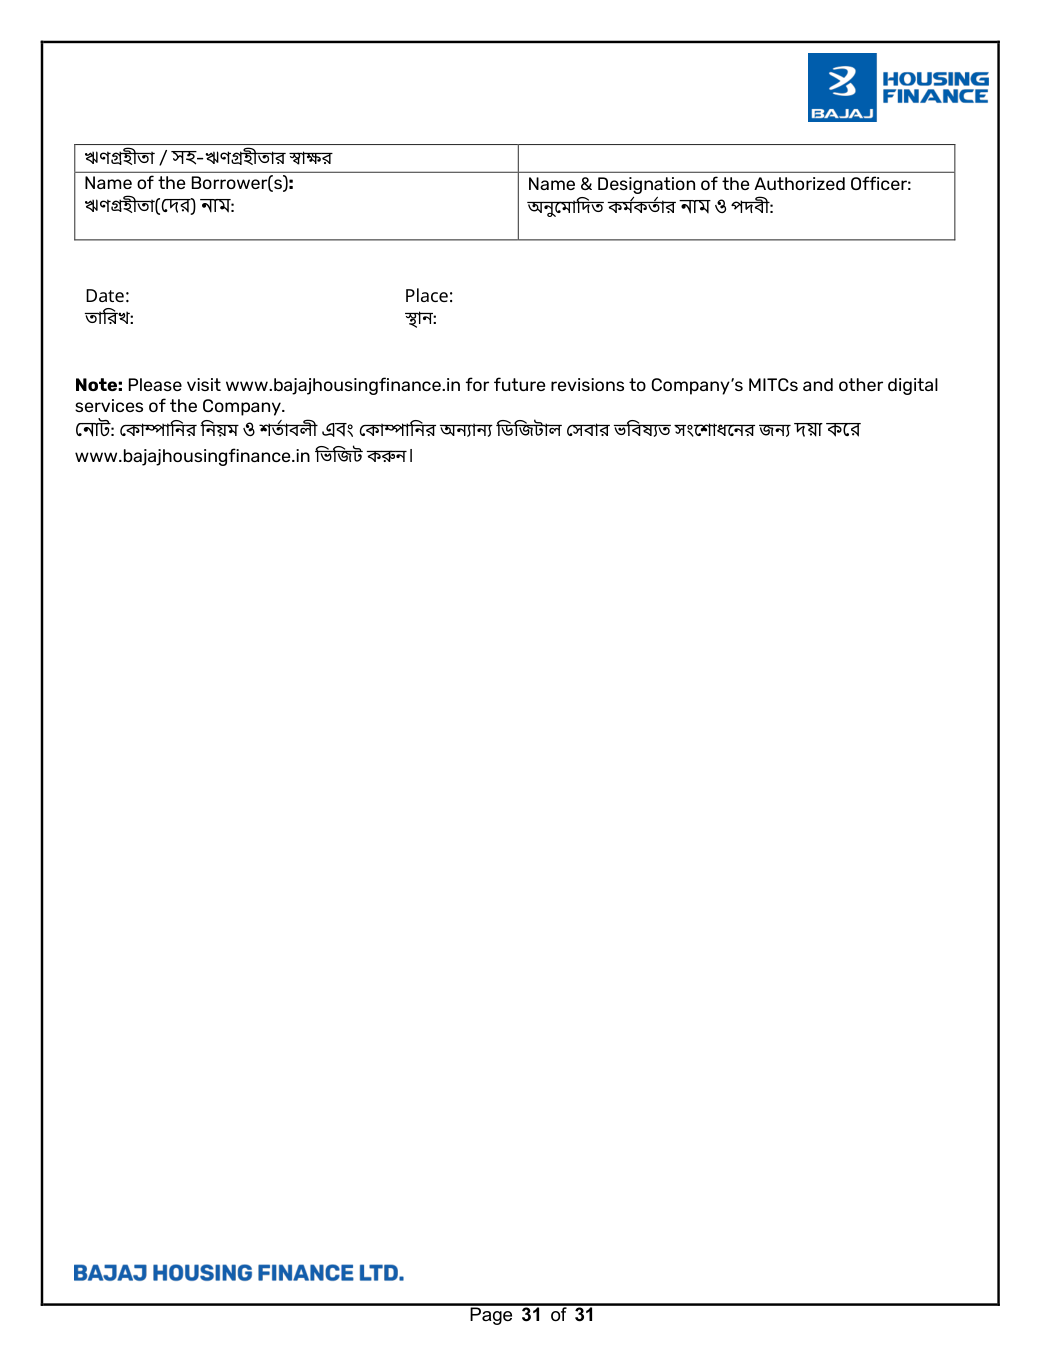 BAJAJ
HOUSING
FINANCE
ঋণগ্রহীতা / সহ-ঋণগ্রহীতার স্বাক্ষর
Name of the Borrower(s):
ঋণগ্রহীতা(দের) নাম:
Name & Designation of the Authorized Officer:
অনুমোদিত কর্মকর্তার নাম ও পদবী:
Date:
তারিখ:
Place:
স্থান:
Note: Please visit www.bajajhousingfinance.in for future revisions to Company’s MITCs and other digital
services of the Company.
নোট: কোম্পানির নিয়ম ও শর্তাবলী এবং কোম্পানির অন্যান্য ডিজিটাল সেবার ভবিষ্যত সংশোধনের জন্য দয়া করে
www.bajajhousingfinance.in ভিজিট করুন।
BAJAJ HOUSING FINANCE LTD.
Page 31 of 31